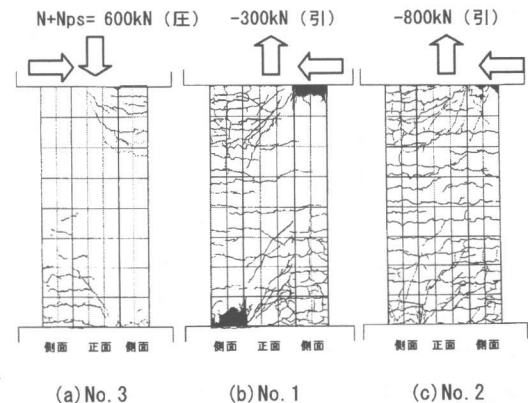 N+Nps= 600kN (圧) -300kN (引) -800kN (引)
側面 正面 側面 側面 正面 側面 側面 正面 側面
(a)No.3 (b)No.1 (c)No.2